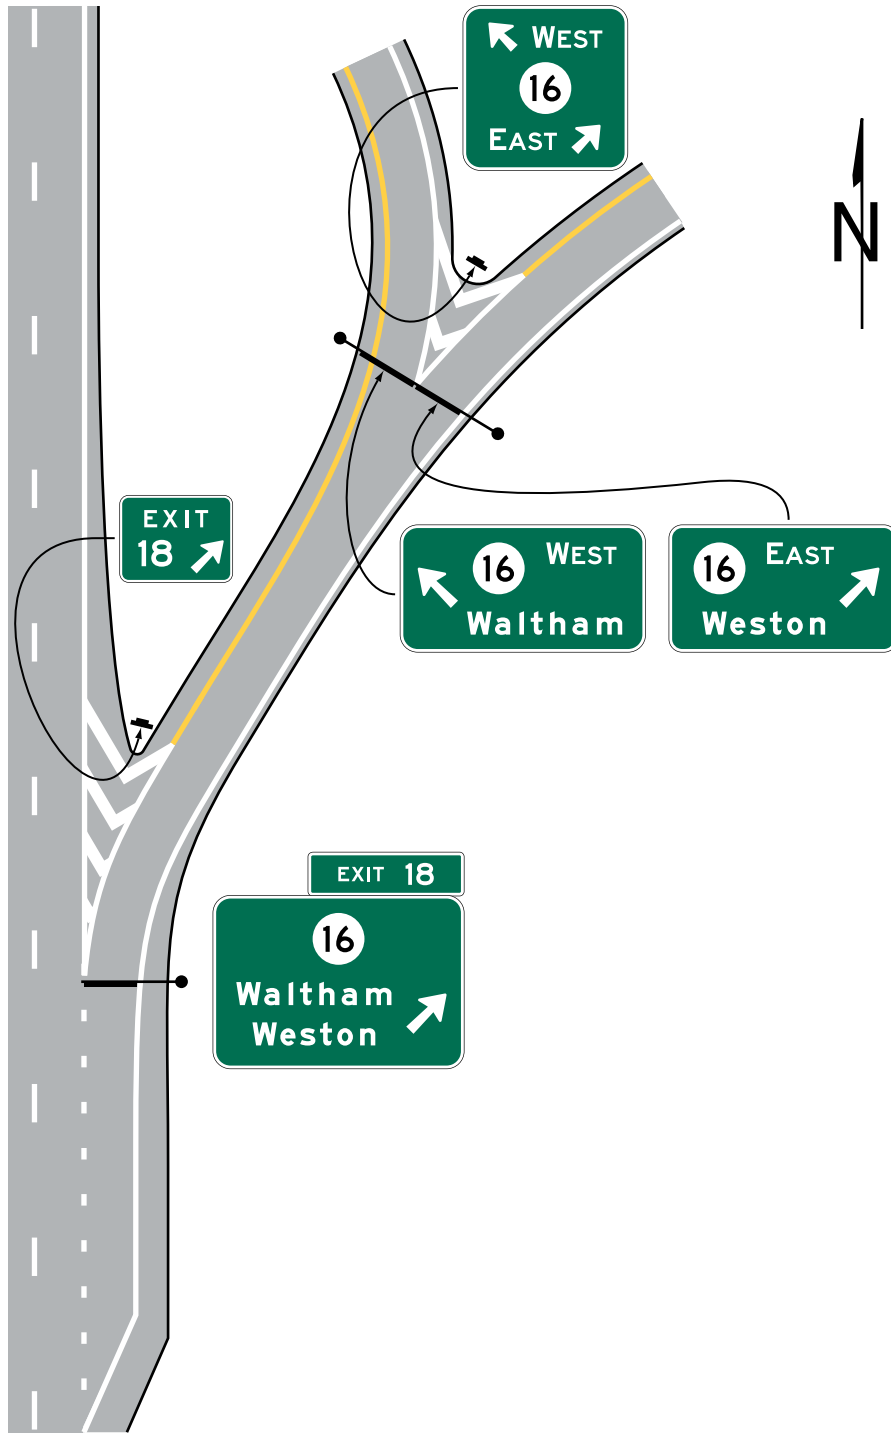 WEST
16
EAST
N
EXIT
18
16 WEST
Waltham
16 EAST
Weston
EXIT 18
16
Waltham
Weston